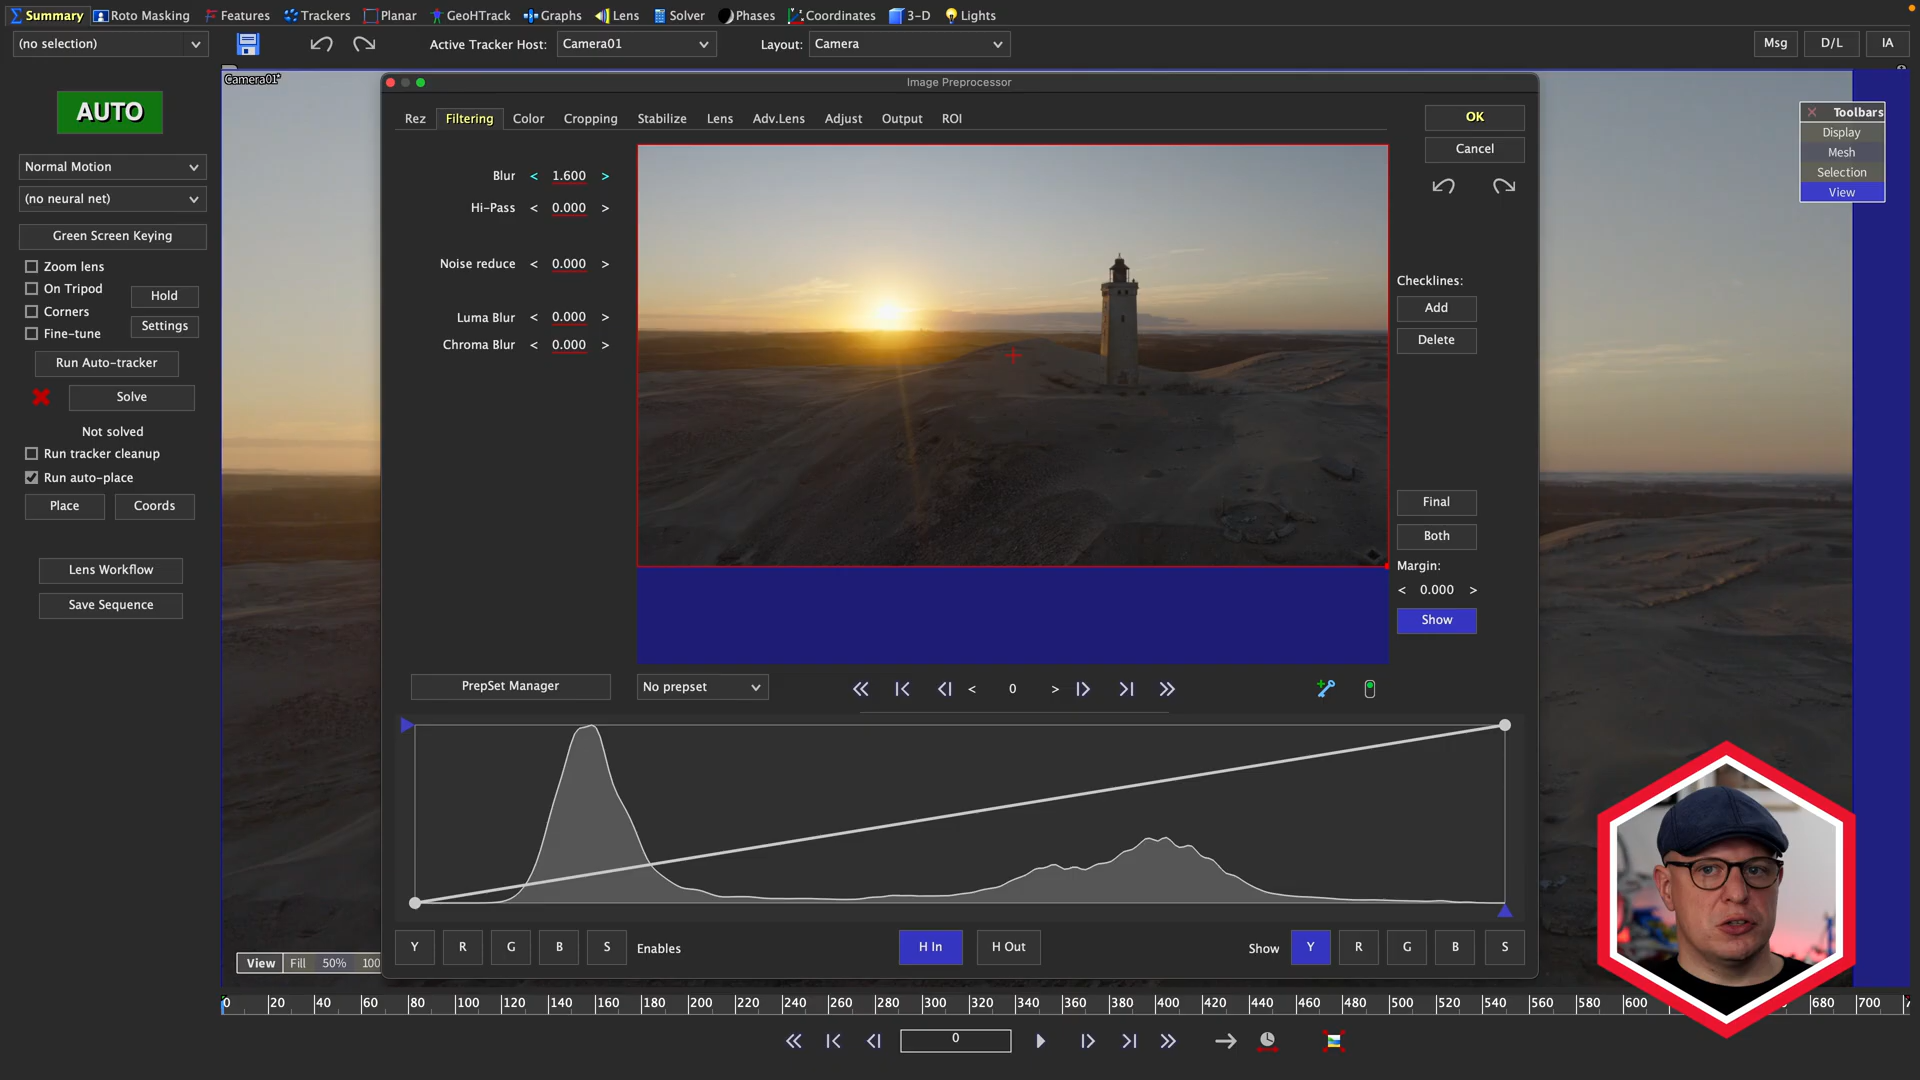 Summary Roto Masking Features Trackers Planar GeoHTrack Graphs Lens Solver Phases Coordinates 3-D Lights
(no selection) Active Tracker Host: Camera01 Layout: Camera Msg D/L IA
Camera01*
Image Preprocessor
Toolbars
Display
Mesh
Selection
View
AUTO
Normal Motion
(no neural net)
Green Screen Keying
Zoom lens
On Tripod Hold
Corners
Fine-tune Settings
Run Auto-tracker
Solve
Not solved
Run tracker cleanup
Run auto-place
Place Coords
Lens Workflow
Save Sequence
Rez Filtering Color Cropping Stabilize Lens Adv.Lens Adjust Output ROI
OK
Cancel
Blur < 1.600 >
Hi-Pass < 0.000 >
Noise reduce < 0.000 >
Luma Blur < 0.000 >
Chroma Blur < 0.000 >
Checklines:
Add
Delete
Final
Both
Margin:
< 0.000 >
Show
PrepSet Manager No prepset < 0 >
Y R G B S Enables H In H Out Show Y R G B S
View Fill 50% 100
0 20 40 60 80 100 120 140 160 180 200 220 240 260 280 300 320 340 360 380 400 420 440 460 480 500 520 540 560 580 600 680 700
0